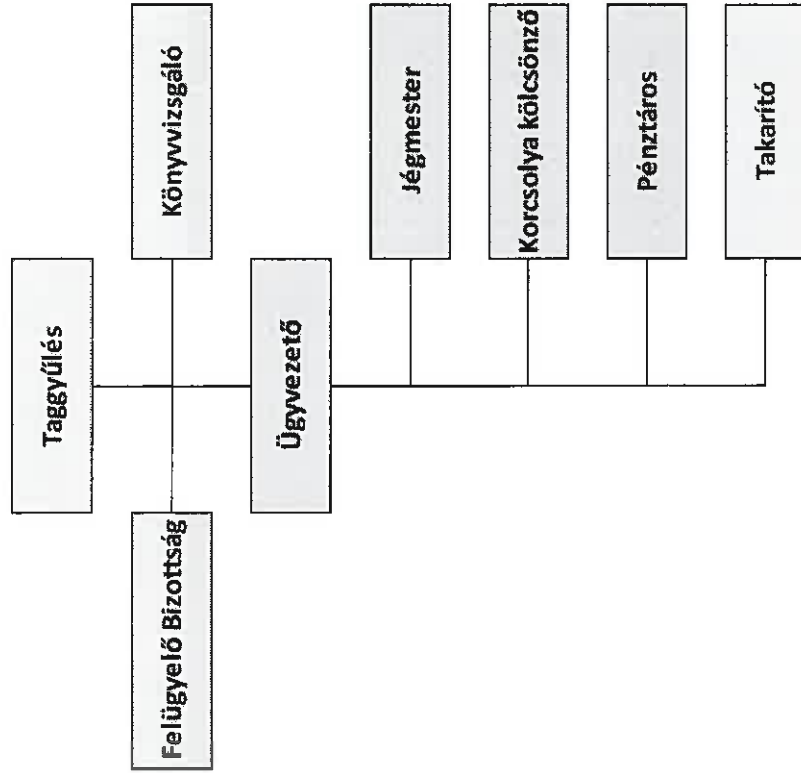 Taggyűlés
Felügyelő Bizottság
Könyvvizsgáló
Ügyvezető
Jégmester
Korcsolya kölcsönző
Pénztáros
Takarító